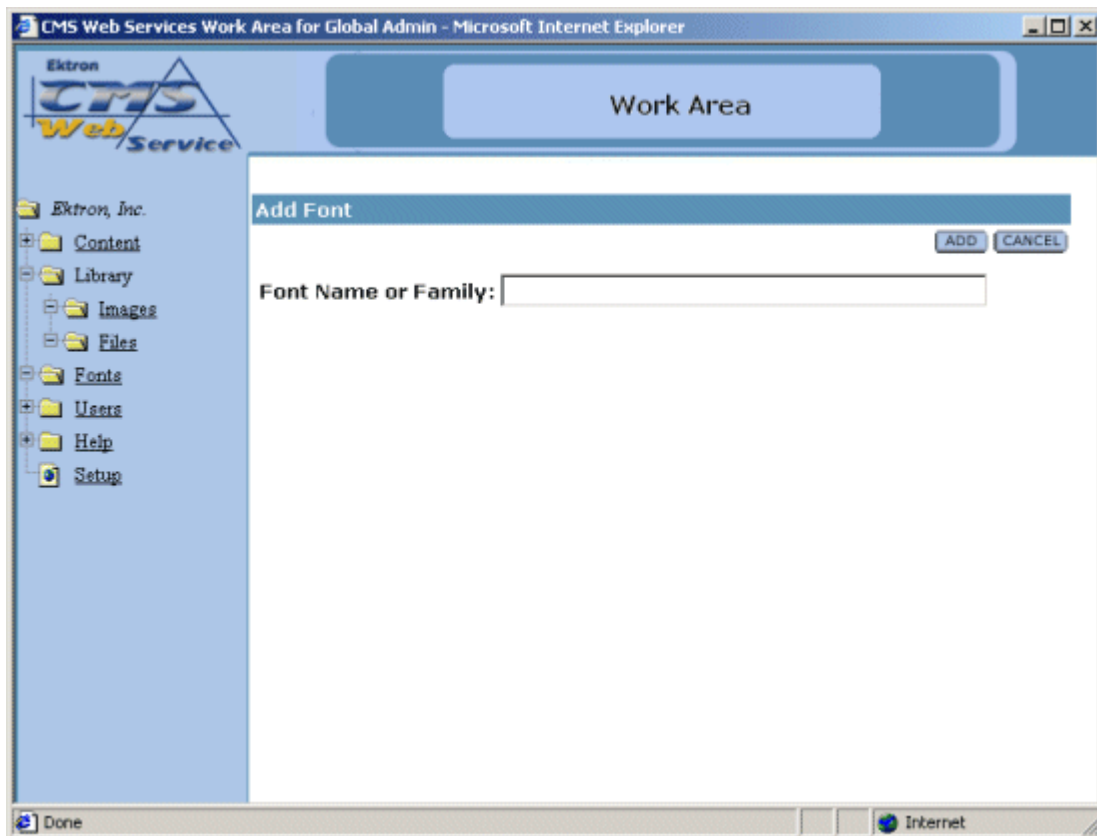 CMS Web Services Work Area for Global Admin - Microsoft Internet Explorer
Ektron
CMS
Web
Service
Work Area
Ektron, Inc.
Content
Library
Images
Files
Fonts
Users
Help
Setup
Add Font
ADD CANCEL
Font Name or Family:
Done
Internet